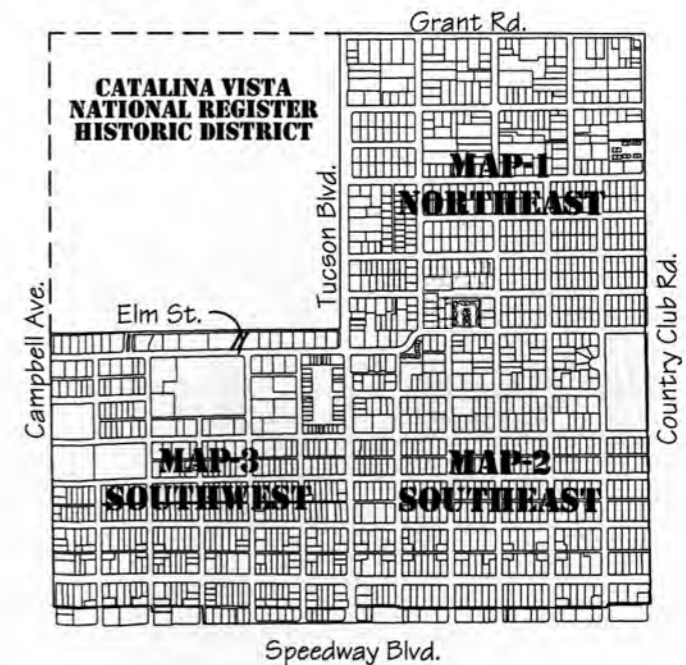 Grant Rd.
CATALINA VISTA
NATIONAL REGISTER
HISTORIC DISTRICT
MAP-1
NORTHEAST
Tucson Blvd.
Campbell Ave.
Elm St.
Country Club Rd.
MAP-3
SOUTHWEST
MAP-2
SOUTHEAST
Speedway Blvd.